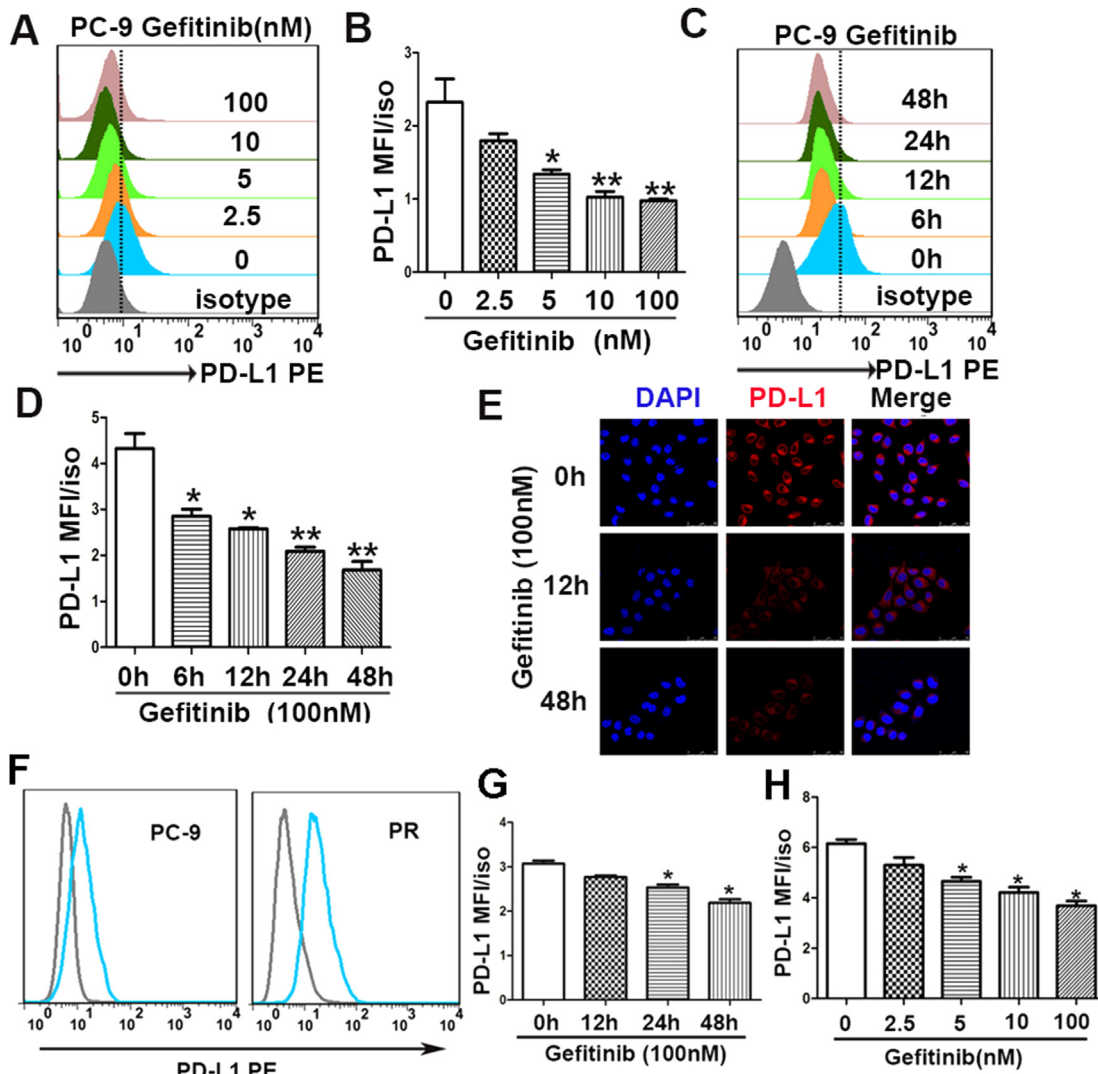 A
PC-9 Gefitinib(nM)
100
10
5
2.5
0
isotype
10^0 10^1 10^2 10^3 10^4
PD-L1 PE
B
PD-L1 MFI/iso
3
2
1
0
* ** **
0 2.5 5 10 100
Gefitinib (nM)
C
PC-9 Gefitinib
48h
24h
12h
6h
0h
isotype
10^0 10^1 10^2 10^3 10^4
PD-L1 PE
D
PD-L1 MFI/iso
5
4
3
2
1
0
* * ** **
0h 6h 12h 24h 48h
Gefitinib (100nM)
E
DAPI PD-L1 Merge
Gefitinib (100nM)
0h
12h
48h
F
PC-9
PR
10^0 10^1 10^2 10^3 10^4
10^0 10^1 10^2 10^3 10^4
PD-L1 PE
G
PD-L1 MFI/iso
4
3
2
1
0
* *
0h 12h 24h 48h
Gefitinib (100nM)
H
PD-L1 MFI/iso
8
6
4
2
0
* * *
0 2.5 5 10 100
Gefitinib(nM)